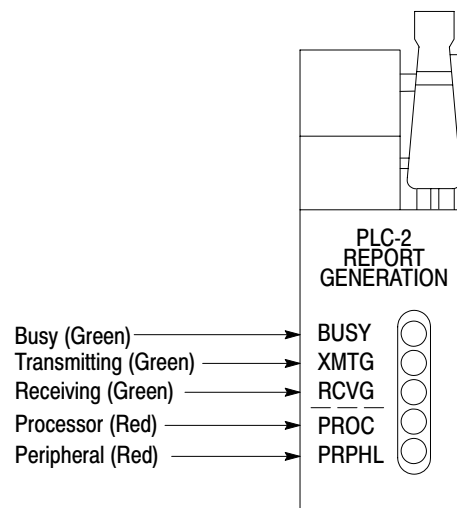 PLC-2
REPORT
GENERATION
Busy (Green) BUSY
Transmitting (Green) XMTG
Receiving (Green) RCVG
Processor (Red) PROC
Peripheral (Red) PRPHL